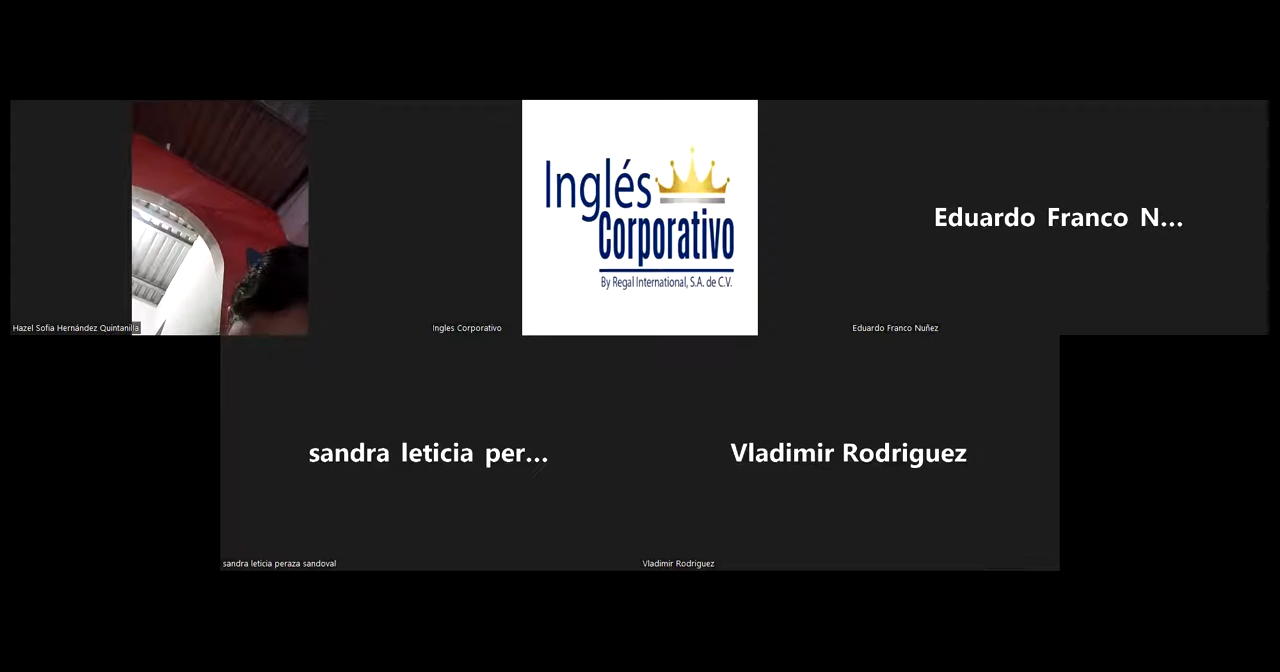 Inglés
Corporativo
By Regal International, S.A. de C.V.
Eduardo Franco N...
Hazel Sofia Hernández Quintanilla
Ingles Corporativo
Eduardo Franco Nuñez
sandra leticia per...
Vladimir Rodriguez
sandra leticia peraza sandoval
Vladimir Rodriguez